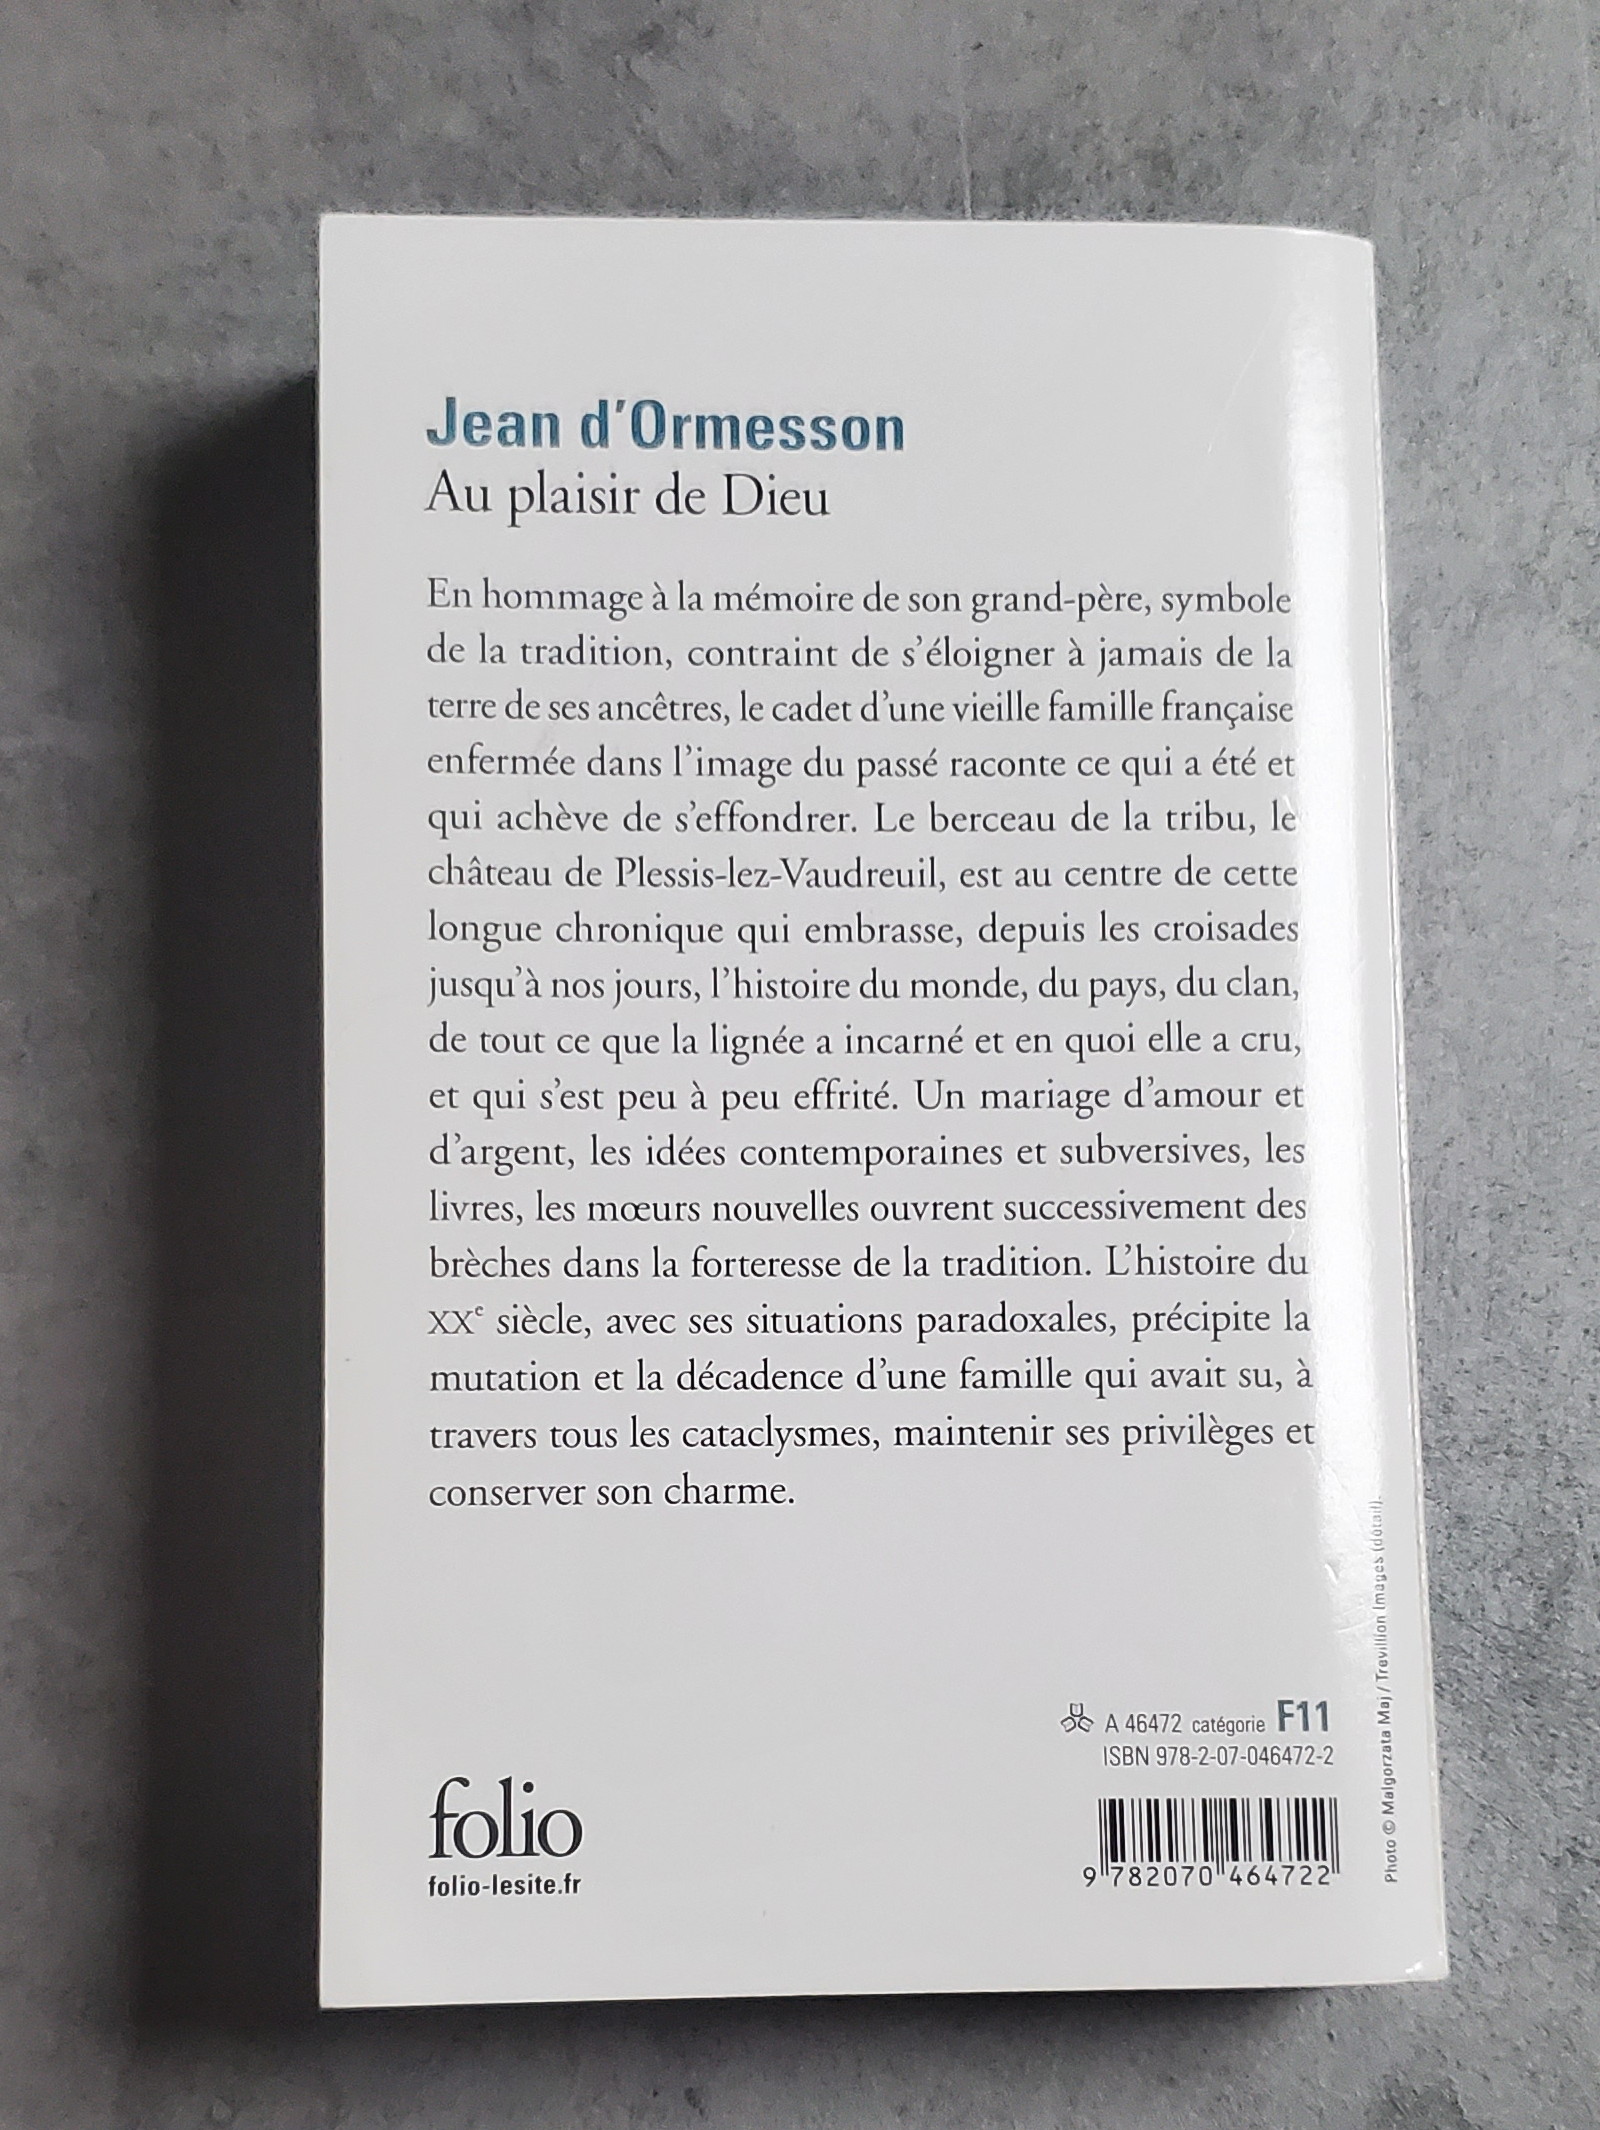 Jean d'Ormesson
Au plaisir de Dieu
En hommage à la mémoire de son grand-père, symbole
de la tradition, contraint de s'éloigner à jamais de la
terre de ses ancêtres, le cadet d'une vieille famille française
enfermée dans l'image du passé raconte ce qui a été et
qui achève de s'effondrer. Le berceau de la tribu, le
château de Plessis-lez-Vaudreuil, est au centre de cette
longue chronique qui embrasse, depuis les croisades
jusqu'à nos jours, l'histoire du monde, du pays, du clan,
de tout ce que la lignée a incarné et en quoi elle a cru,
et qui s'est peu à peu effrité. Un mariage d'amour et
d'argent, les idées contemporaines et subversives, les
livres, les mœurs nouvelles ouvrent successivement des
brèches dans la forteresse de la tradition. L'histoire du
XXe siècle, avec ses situations paradoxales, précipite la
mutation et la décadence d'une famille qui avait su, à
travers tous les cataclysmes, maintenir ses privilèges et
conserver son charme.
A 46472 catégorie F11
ISBN 978-2-07-046472-2
9 782070 464722
folio
folio-lesite.fr
Photo © Malgorzata Maj / Trevillion Images (détail).